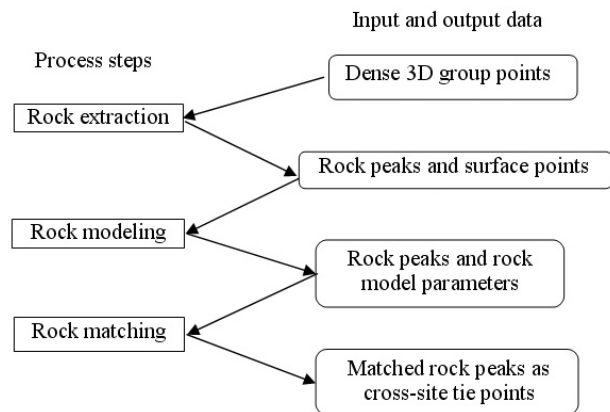 Input and output data
Process steps
Dense 3D group points
Rock extraction
Rock peaks and surface points
Rock modeling
Rock peaks and rock
model parameters
Rock matching
Matched rock peaks as
cross-site tie points